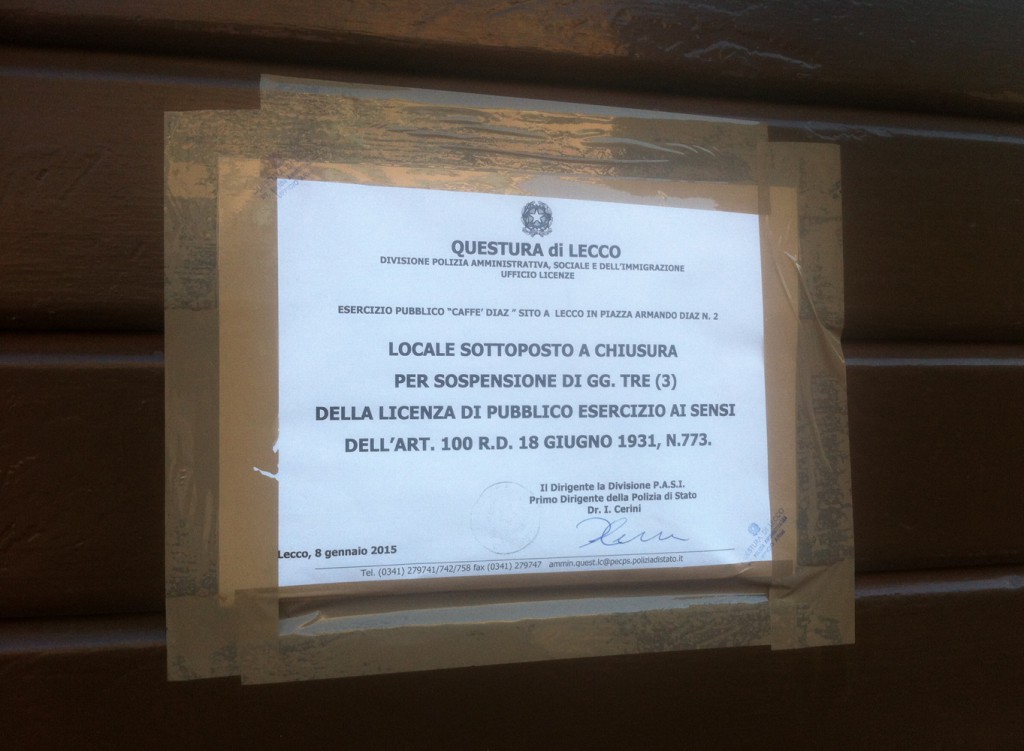 QUESTURA di LECCO
DIVISIONE POLIZIA AMMINISTRATIVA, SOCIALE E DELL'IMMIGRAZIONE
UFFICIO LICENZE
ESERCIZIO PUBBLICO "CAFFE' DIAZ " SITO A LECCO IN PIAZZA ARMANDO DIAZ N. 2
LOCALE SOTTOPOSTO A CHIUSURA
PER SOSPENSIONE DI GG. TRE (3)
DELLA LICENZA DI PUBBLICO ESERCIZIO AI SENSI
DELL'ART. 100 R.D. 18 GIUGNO 1931, N.773.
Il Dirigente la Divisione P.A.S.I.
Primo Dirigente della Polizia di Stato
Dr. I. Cerini
Lecco, 8 gennaio 2015
Tel. (0341) 279741/742/758 fax (0341) 279747 ammin.quest.lc@pecps.poliziadistato.it
QUESTURA DI LECCO